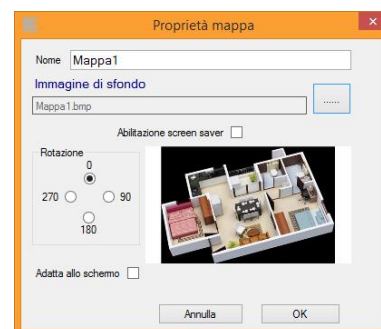 Proprietà mappa
x
Nome Mappa1
Immagine di sfondo
Mappa1.bmp
......
Abilitazione screen saver
Rotazione
0
270 90
180
Adatta allo schermo
Annulla OK